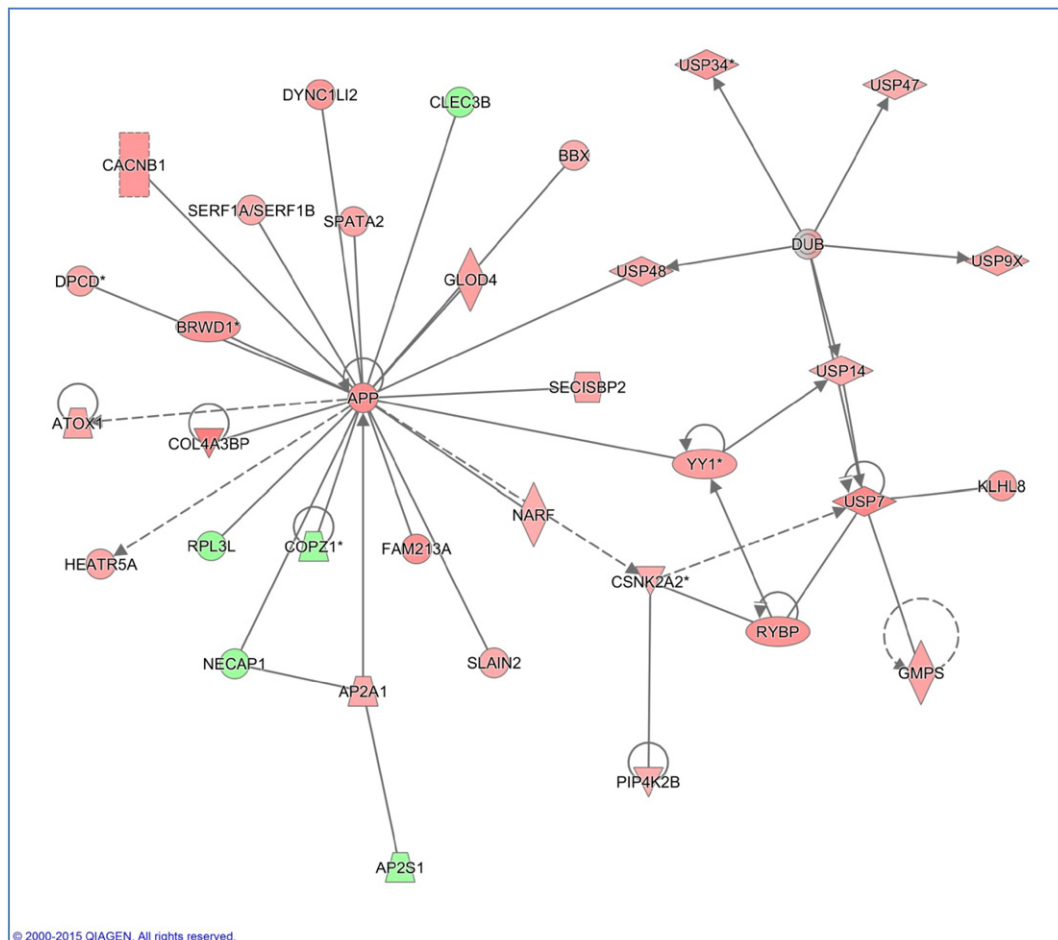 USP34*
USP47
DYNC1LI2
CLEC3B
BBX
CACNB1
SERF1A/SERF1B
SPATA2
DUB
USP9X
USP48
DPCD*
GLOD4
BRWD1*
USP14
SECISBP2
APP
ATOX1
COL4A3BP
YY1*
KLHL8
USP7
NARF
RPL3L
COPZ1*
FAM213A
HEATR5A
CSNK2A2*
RYBP
NECAP1
SLAIN2
GMPS
AP2A1
PIP4K2B
AP2S1
© 2000-2015 QIAGEN. All rights reserved.